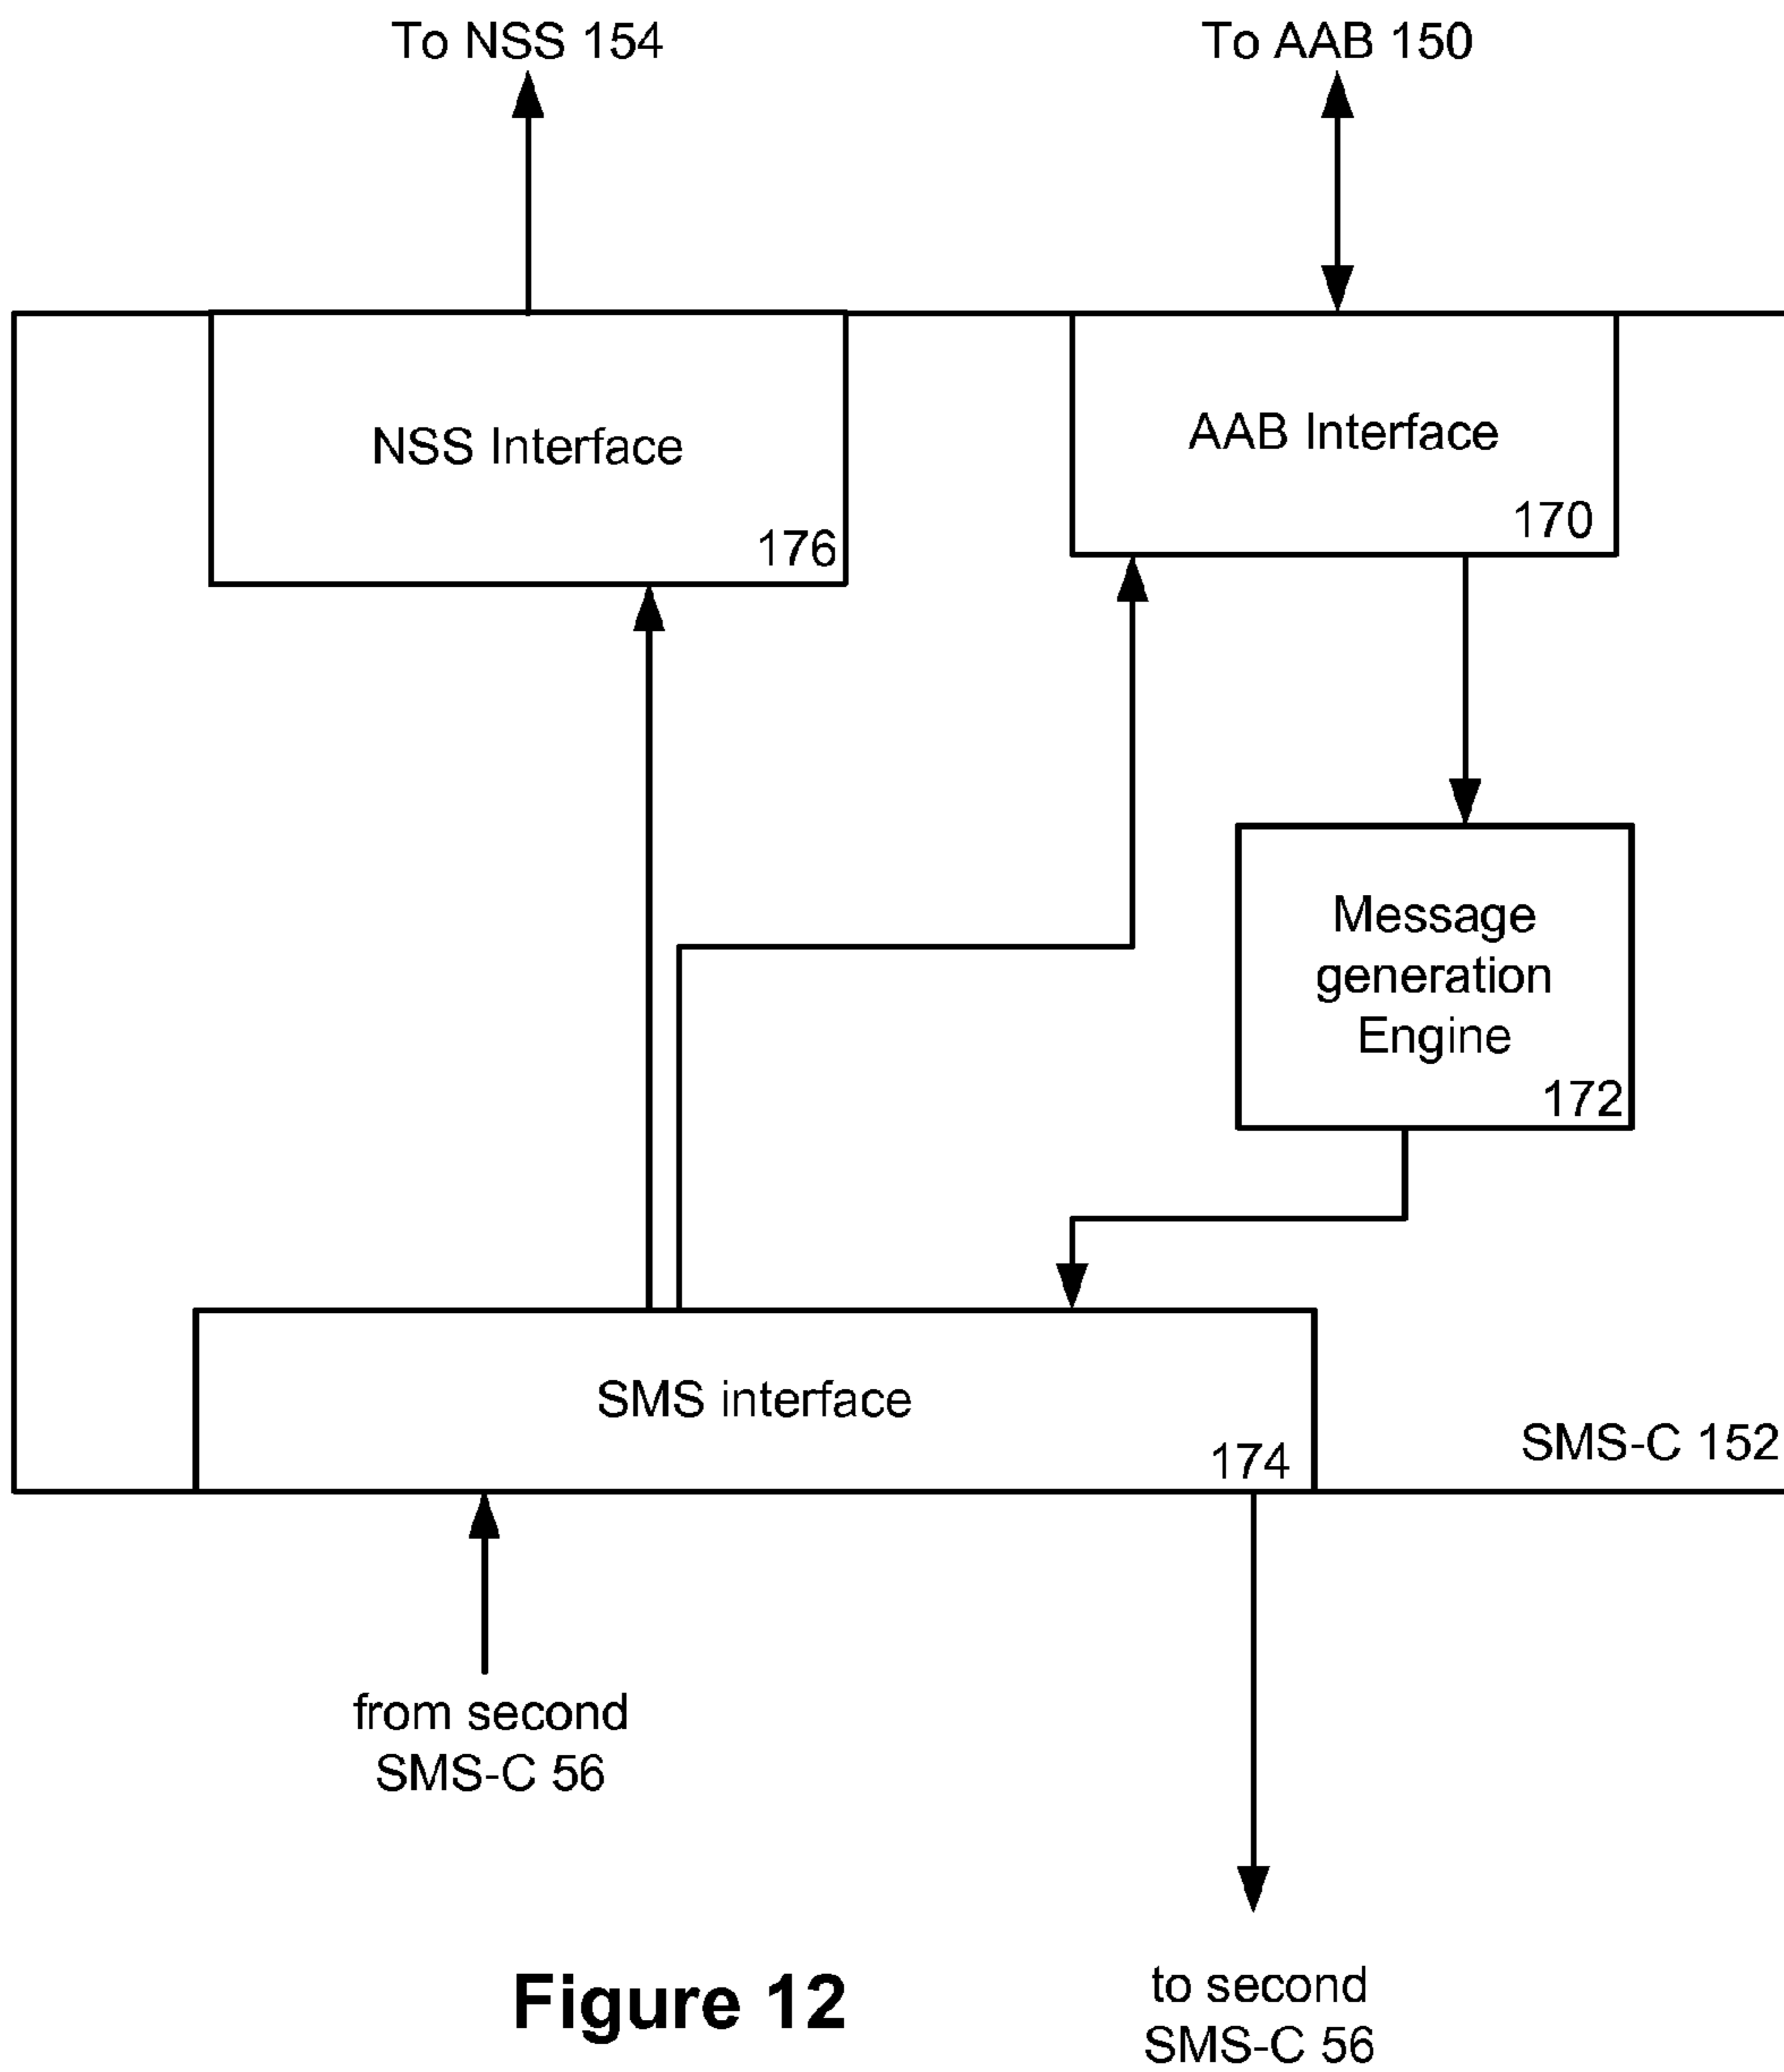 To NSS 154
To AAB 150
NSS Interface
176
AAB Interface
170
Message
generation
Engine
172
SMS interface
174
SMS-C 152
from second
SMS-C 56
to second
SMS-C 56
Figure 12